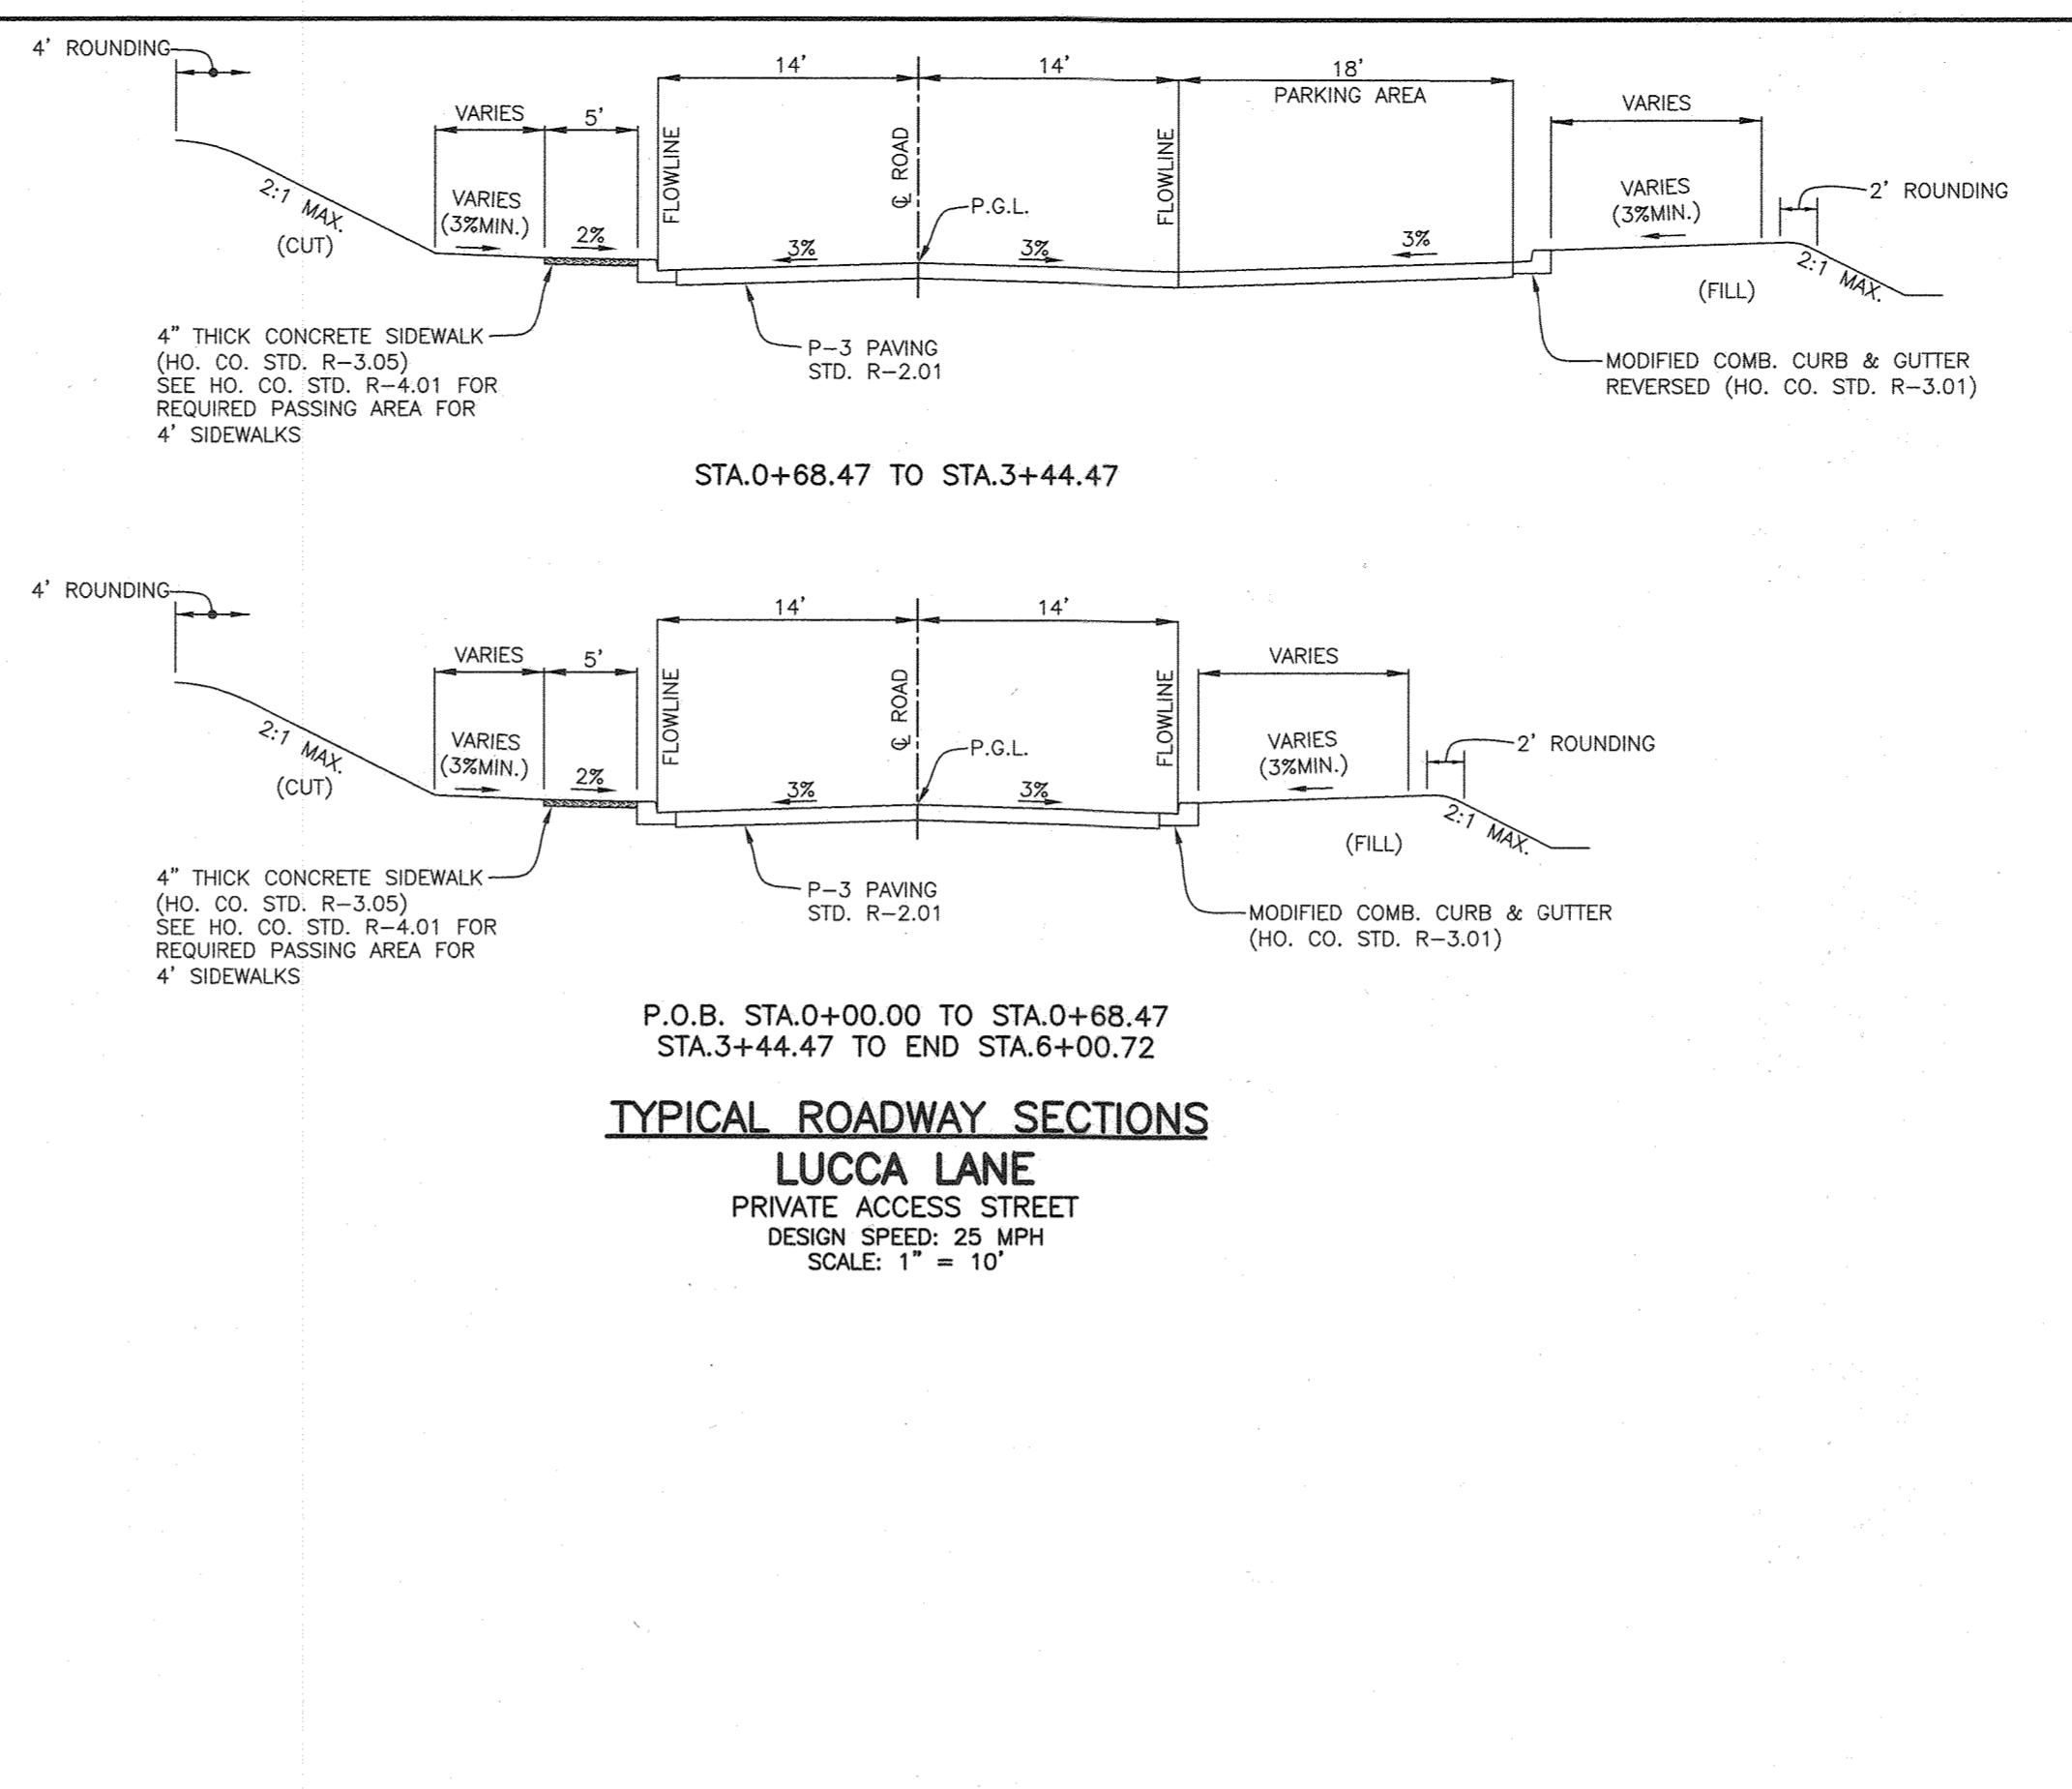 4' ROUNDING
14'
14'
18'
PARKING AREA
VARIES
5'
VARIES
FLOWLINE
℄ ROAD
FLOWLINE
2:1 MAX.
(CUT)
VARIES
(3%MIN.)
2%
3%
P.G.L.
3%
3%
VARIES
(3%MIN.)
2' ROUNDING
2:1 MAX.
(FILL)
4" THICK CONCRETE SIDEWALK
(HO. CO. STD. R-3.05)
SEE HO. CO. STD. R-4.01 FOR
REQUIRED PASSING AREA FOR
4' SIDEWALKS
P-3 PAVING
STD. R-2.01
MODIFIED COMB. CURB & GUTTER
REVERSED (HO. CO. STD. R-3.01)
STA.0+68.47 TO STA.3+44.47
4' ROUNDING
14'
14'
VARIES
5'
VARIES
FLOWLINE
℄ ROAD
FLOWLINE
2:1 MAX.
(CUT)
VARIES
(3%MIN.)
2%
3%
P.G.L.
3%
VARIES
(3%MIN.)
2' ROUNDING
2:1 MAX.
(FILL)
4" THICK CONCRETE SIDEWALK
(HO. CO. STD. R-3.05)
SEE HO. CO. STD. R-4.01 FOR
REQUIRED PASSING AREA FOR
4' SIDEWALKS
P-3 PAVING
STD. R-2.01
MODIFIED COMB. CURB & GUTTER
(HO. CO. STD. R-3.01)
P.O.B. STA.0+00.00 TO STA.0+68.47
STA.3+44.47 TO END STA.6+00.72
TYPICAL ROADWAY SECTIONS
LUCCA LANE
PRIVATE ACCESS STREET
DESIGN SPEED: 25 MPH
SCALE: 1" = 10'